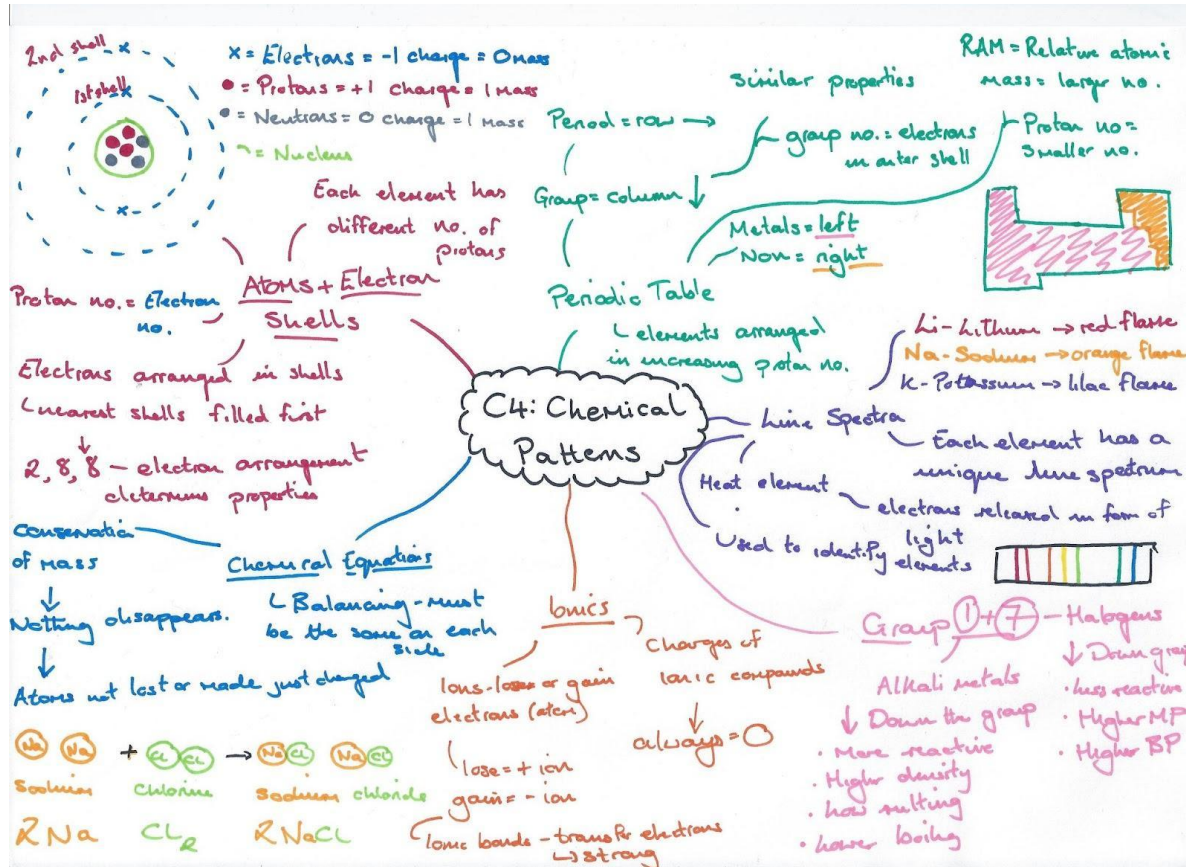 2nd shell
1st shell
x = Electrons = -1 charge = 0 mass
= Protons = +1 charge = 1 Mass
= Neutrons = 0 charge = 1 Mass
= Nucleus
Each element has
different no. of
protons
Atoms + Electron
Shells
Proton no. = Electron
no.
Electrons arranged in shells
nearest shells filled first
2, 8, 8 - electron arrangement
determines properties
Similar properties
Period = row →
group no. = electrons
in outer shell
Group = column ↓
Metals = left
Non = right
Periodic Table
elements arranged
in increasing proton no.
RAM = Relative atomic
mass = larger no.
Proton no =
Smaller no.
C4: Chemical
Patterns
Li - Lithium → red flame
Na - Sodium → orange flame
K - Potassium → lilac flame
Line Spectra
Each element has a
unique line spectrum
Heat element
electrons released in form of
light
Used to identify elements
Conservation
of mass
↓
Nothing disappears.
↓
Atoms not lost or made just changed
Chemical Equations
Balancing - must
be the same on each
side
Na Na + Cl Cl → Na Cl Na Cl
Sodium chlorine sodium chloride
2Na CL2 2NaCl
Ionics
Ions - lose or gain
electrons (atom)
lose = + ion
gain = - ion
Ionic bonds - transfer electrons
↳ strong
Charges of
ionic compounds
↓
always = 0
Group 1 + 7 - Halogens
Alkali metals
↓ Down the group
• More reactive
• Higher density
• Low melting
• Lower boiling
↓ Down group
• Less reactive
• Higher MP
• Higher BP